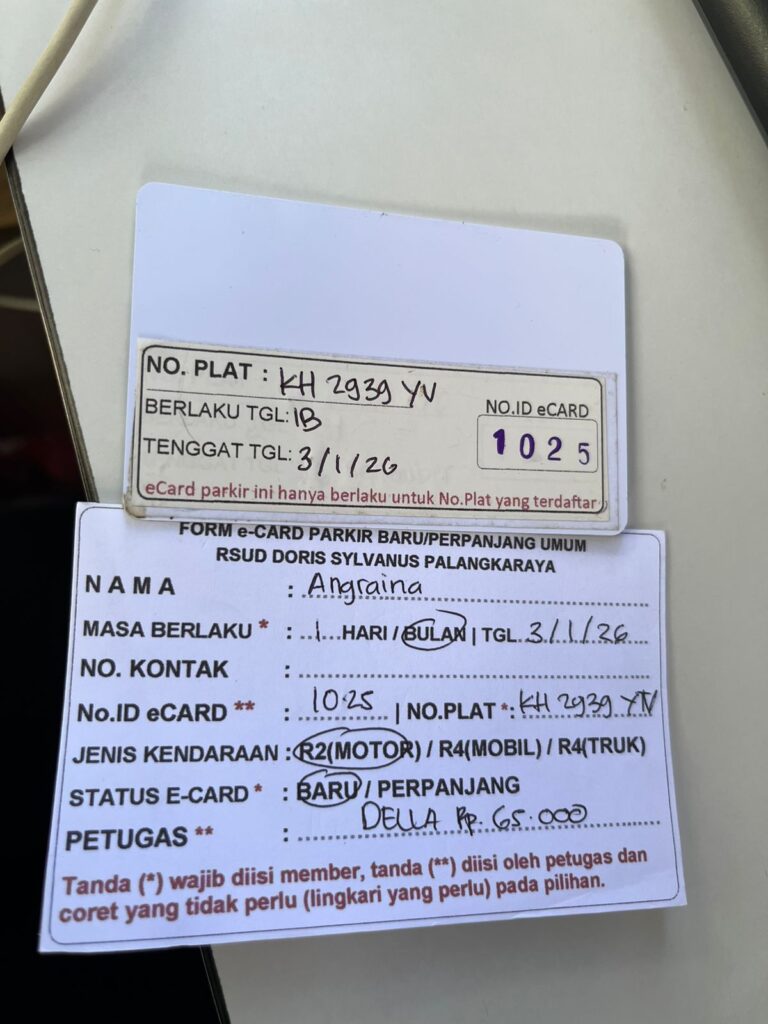 NO. PLAT : KH 2939 YV
BERLAKU TGL: 1B
NO.ID eCARD
1025
TENGGAT TGL: 3/1/26
eCard parkir ini hanya berlaku untuk No.Plat yang terdaftar
FORM e-CARD PARKIR BARU/PERPANJANG UMUM
RSUD DORIS SYLVANUS PALANGKARAYA
NAMA : Angraina
MASA BERLAKU * : 1 HARI / BULAN | TGL 3/1/26
NO. KONTAK :
No.ID eCARD ** : 1025 | NO.PLAT *: KH 2939 YV
JENIS KENDARAAN : R2(MOTOR) / R4(MOBIL) / R4(TRUK)
STATUS E-CARD * : BARU / PERPANJANG
PETUGAS ** : DELLA Rp. 65.000
Tanda (*) wajib diisi member, tanda (**) diisi oleh petugas dan
coret yang tidak perlu (lingkari yang perlu) pada pilihan.